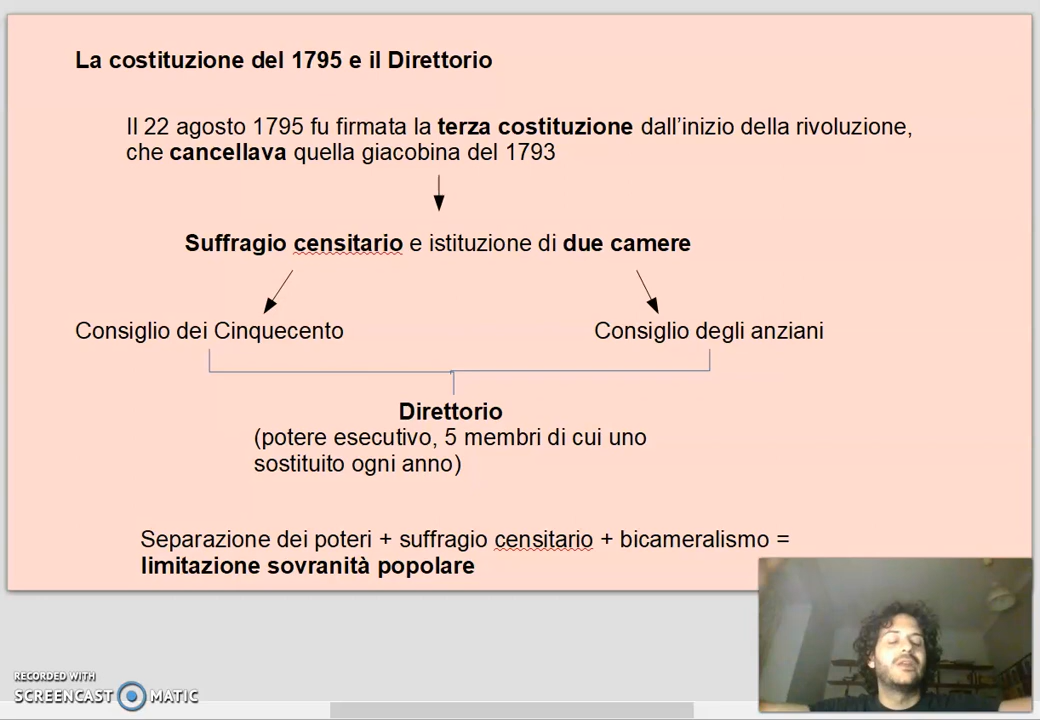 La costituzione del 1795 e il Direttorio
Il 22 agosto 1795 fu firmata la terza costituzione dall'inizio della rivoluzione,
che cancellava quella giacobina del 1793
Suffragio censitario e istituzione di due camere
Consiglio dei Cinquecento
Consiglio degli anziani
Direttorio
(potere esecutivo, 5 membri di cui uno
sostituito ogni anno)
Separazione dei poteri + suffragio censitario + bicameralismo =
limitazione sovranità popolare
RECORDED WITH
SCREENCAST MATIC